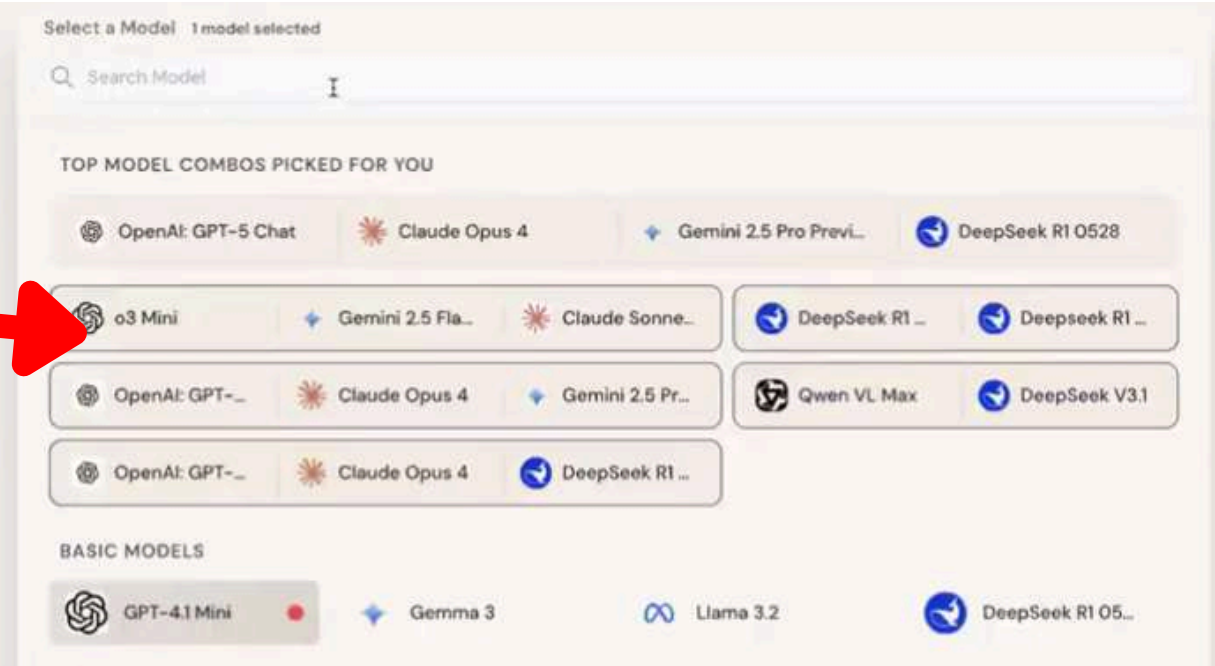 Select a Model 1 model selected
Search Model
TOP MODEL COMBOS PICKED FOR YOU
OpenAI: GPT-5 Chat Claude Opus 4 Gemini 2.5 Pro Previ... DeepSeek R1 0528
o3 Mini Gemini 2.5 Fla... Claude Sonne... DeepSeek R1 ... Deepseek R1 ...
OpenAI: GPT-... Claude Opus 4 Gemini 2.5 Pr... Qwen VL Max DeepSeek V3.1
OpenAI: GPT-... Claude Opus 4 DeepSeek R1 ...
BASIC MODELS
GPT-4.1 Mini Gemma 3 Llama 3.2 DeepSeek R1 05...